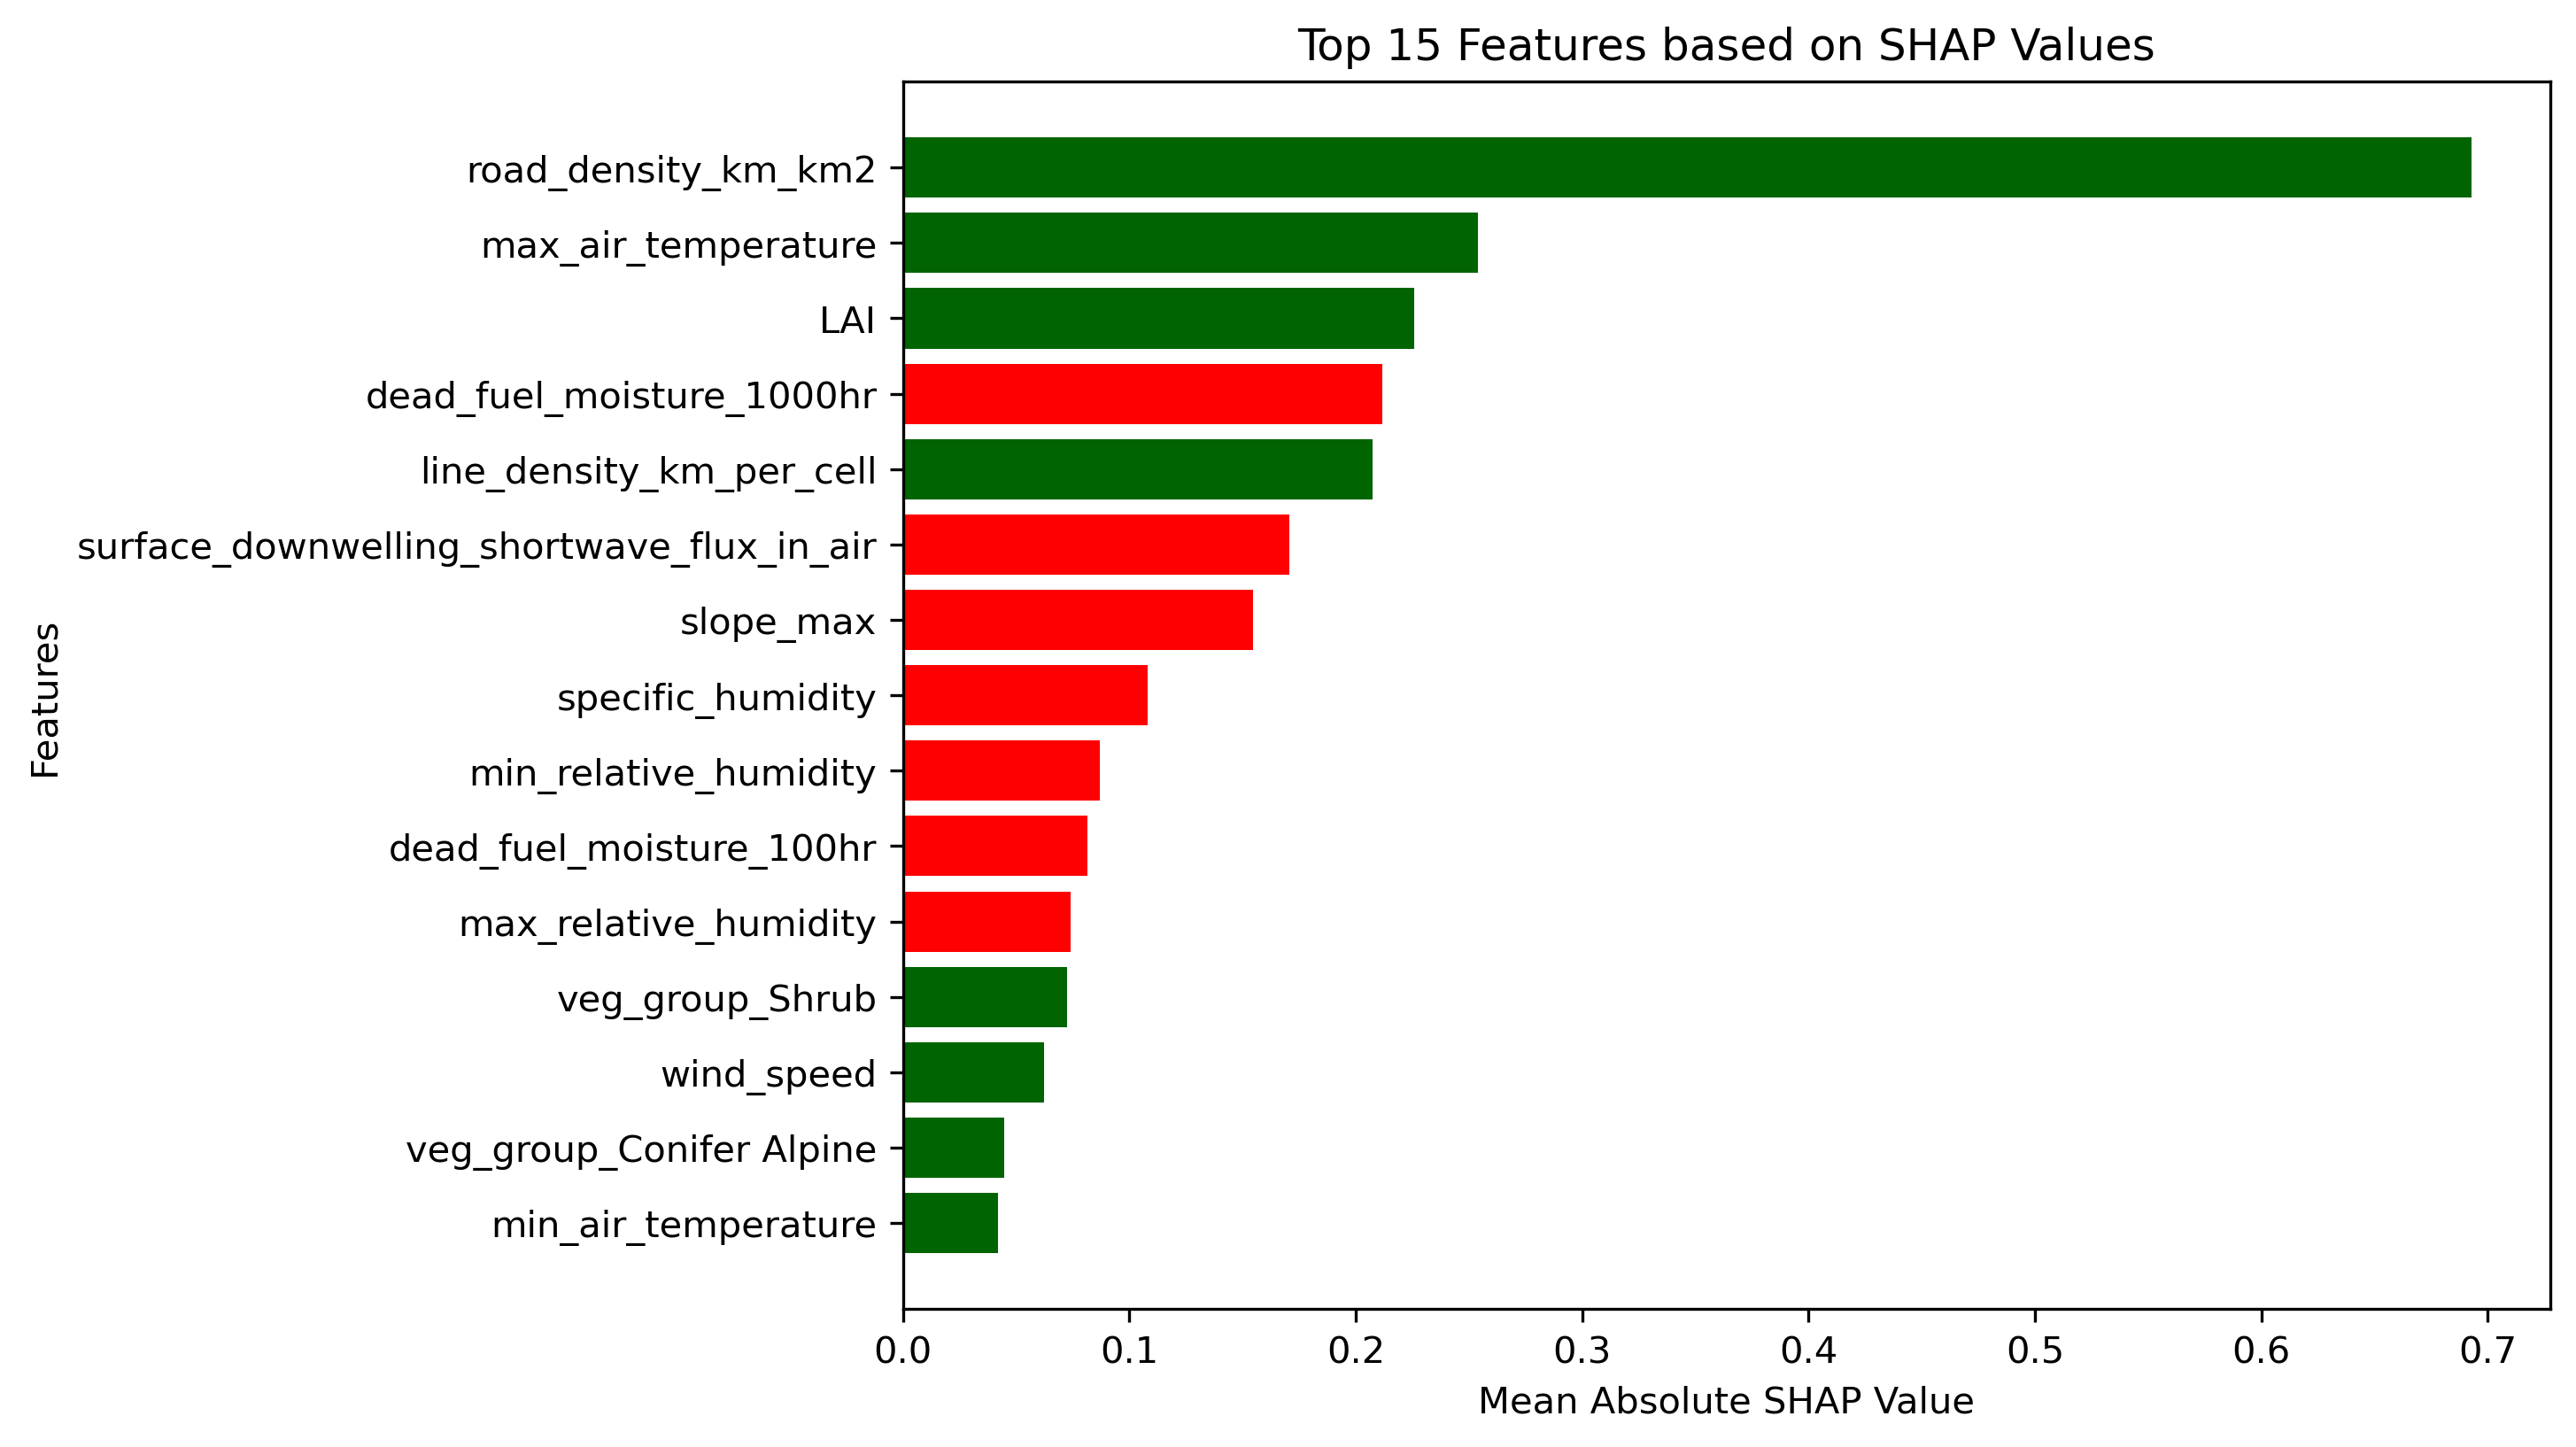 Top 15 Features based on SHAP Values
road_density_km_km2
max_air_temperature
LAI
dead_fuel_moisture_1000hr
line_density_km_per_cell
surface_downwelling_shortwave_flux_in_air
slope_max
specific_humidity
min_relative_humidity
dead_fuel_moisture_100hr
max_relative_humidity
veg_group_Shrub
wind_speed
veg_group_Conifer Alpine
min_air_temperature
Features
0.0 0.1 0.2 0.3 0.4 0.5 0.6 0.7
Mean Absolute SHAP Value